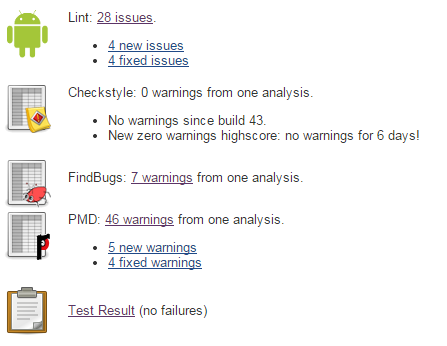 Lint: 28 issues.
4 new issues
4 fixed issues
Checkstyle: 0 warnings from one analysis.
No warnings since build 43.
New zero warnings highscore: no warnings for 6 days!
FindBugs: 7 warnings from one analysis.
PMD: 46 warnings from one analysis.
5 new warnings
4 fixed warnings
Test Result (no failures)